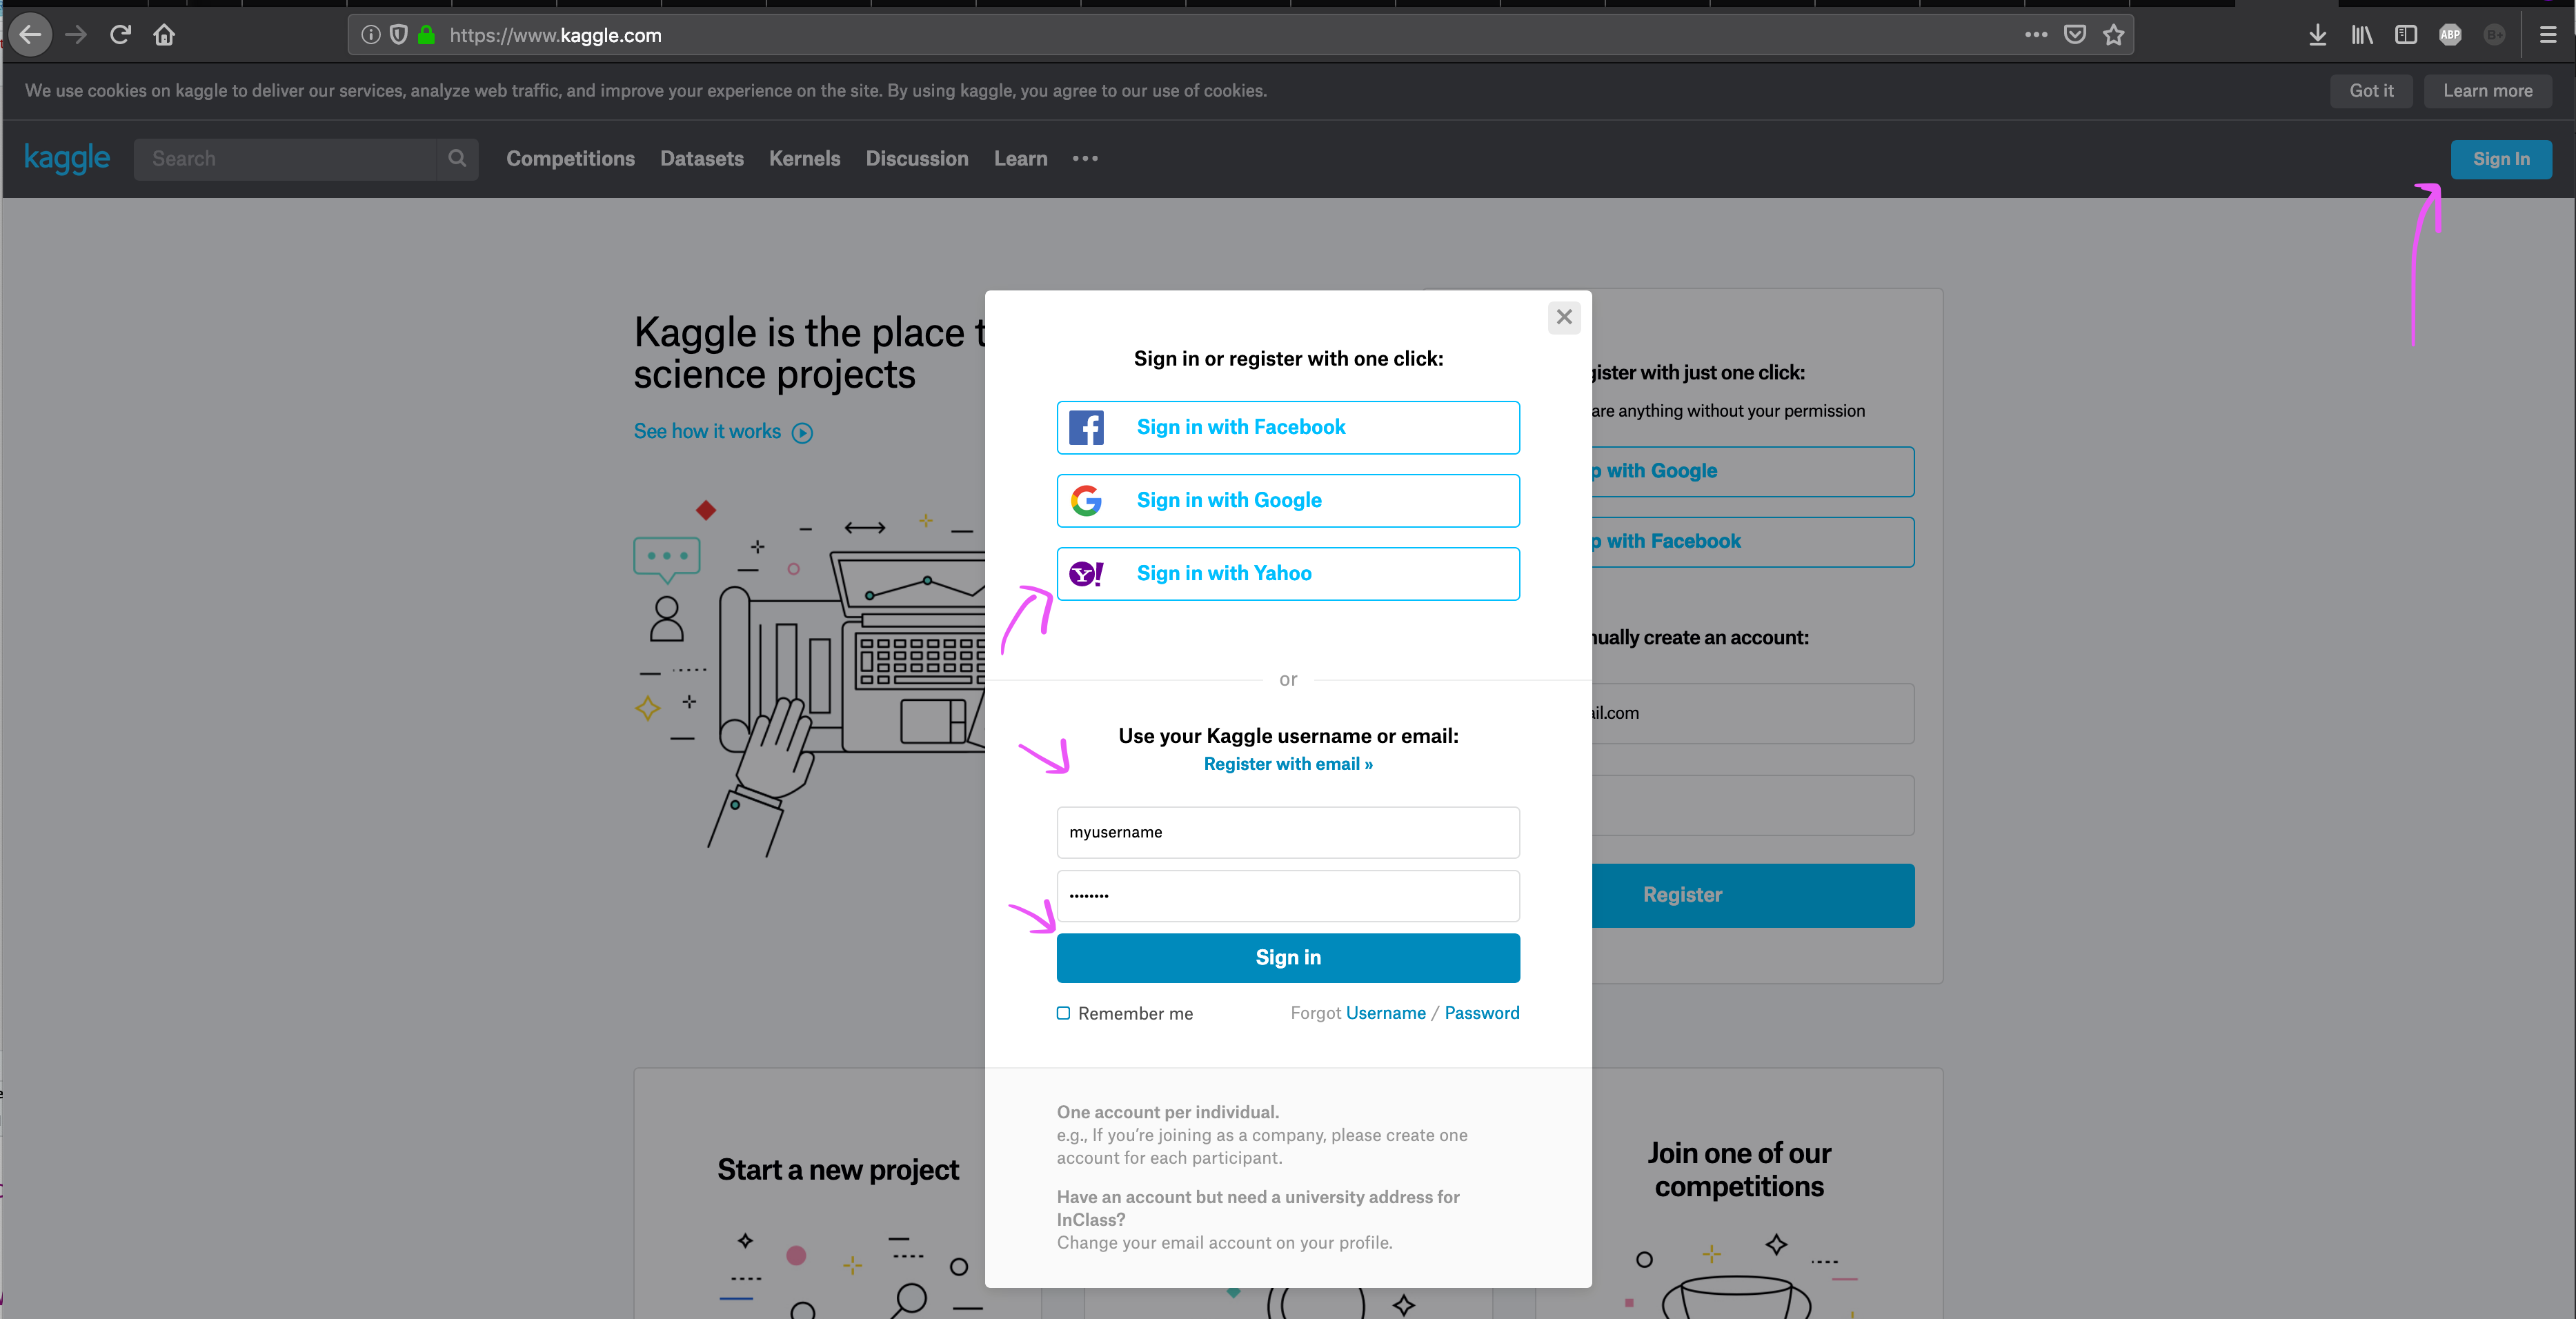 https://www.kaggle.com
ABP
B+
We use cookies on kaggle to deliver our services, analyze web traffic, and improve your experience on the site. By using kaggle, you agree to our use of cookies.
Got it
Learn more
kaggle
Search
Competitions
Datasets
Kernels
Discussion
Learn
Sign In
Kaggle is the place t
science projects
See how it works
Sign in or register with one click:
Sign in with Facebook
Sign in with Google
Y!
Sign in with Yahoo
or
Use your Kaggle username or email:
Register with email »
myusername
••••••••
Sign in
Remember me
Forgot Username / Password
One account per individual.
e.g., If you’re joining as a company, please create one
account for each participant.
Have an account but need a university address for
InClass?
Change your email account on your profile.
gister with just one click:
are anything without your permission
p with Google
p with Facebook
nually create an account:
ail.com
Register
Start a new project
Join one of our
competitions